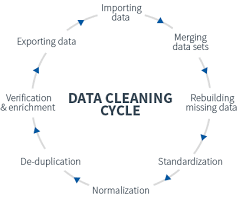 Importing
data
Merging
data sets
Rebuilding
missing data
Standardization
Normalization
De-duplication
Verification
& enrichment
Exporting data
DATA CLEANING
CYCLE